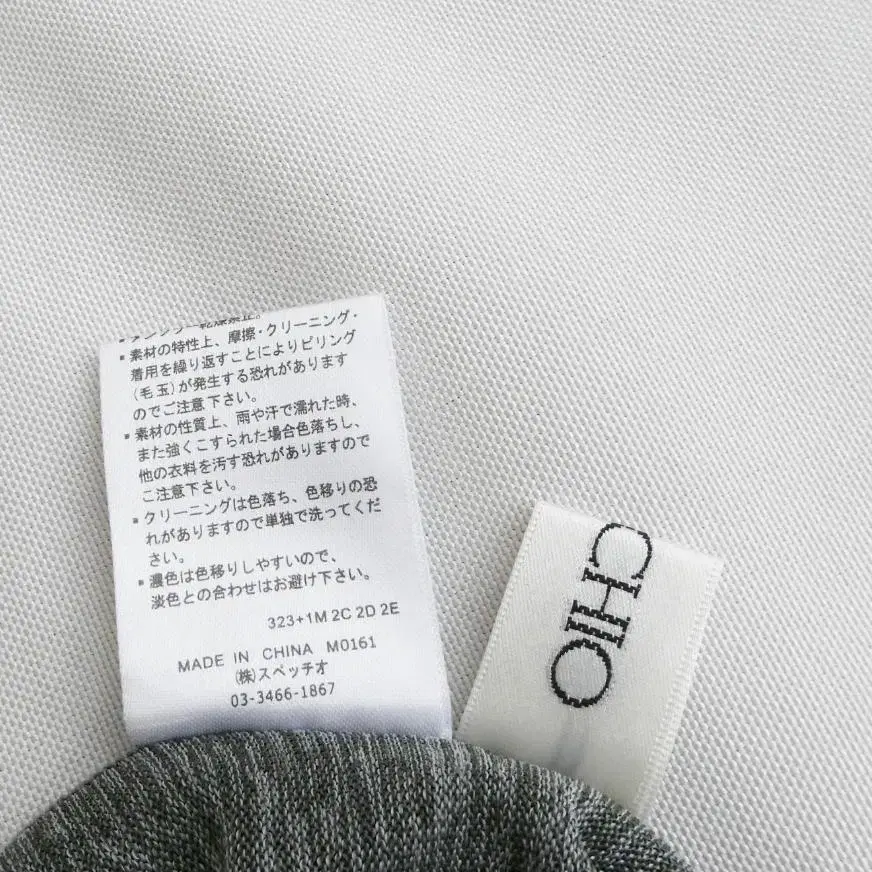 ・タンブラー乾燥禁止。
▪素材の特性上、摩擦・クリーニング・
着用を繰り返すことによりピリング
(毛玉)が発生する恐れがあります
のでご注意下さい。
▪素材の性質上、雨や汗で濡れた時、
また強くこすられた場合色落ちし、
他の衣料を汚す恐れがありますので
ご注意下さい。
▪クリーニングは色落ち、色移りの恐
れがありますので単独で洗ってくだ
さい。
▪濃色は色移りしやすいので、
淡色との合わせはお避け下さい。
323+1M 2C 2D 2E
MADE IN CHINA M0161
(株)スペッチオ
03-3466-1867
CHIO